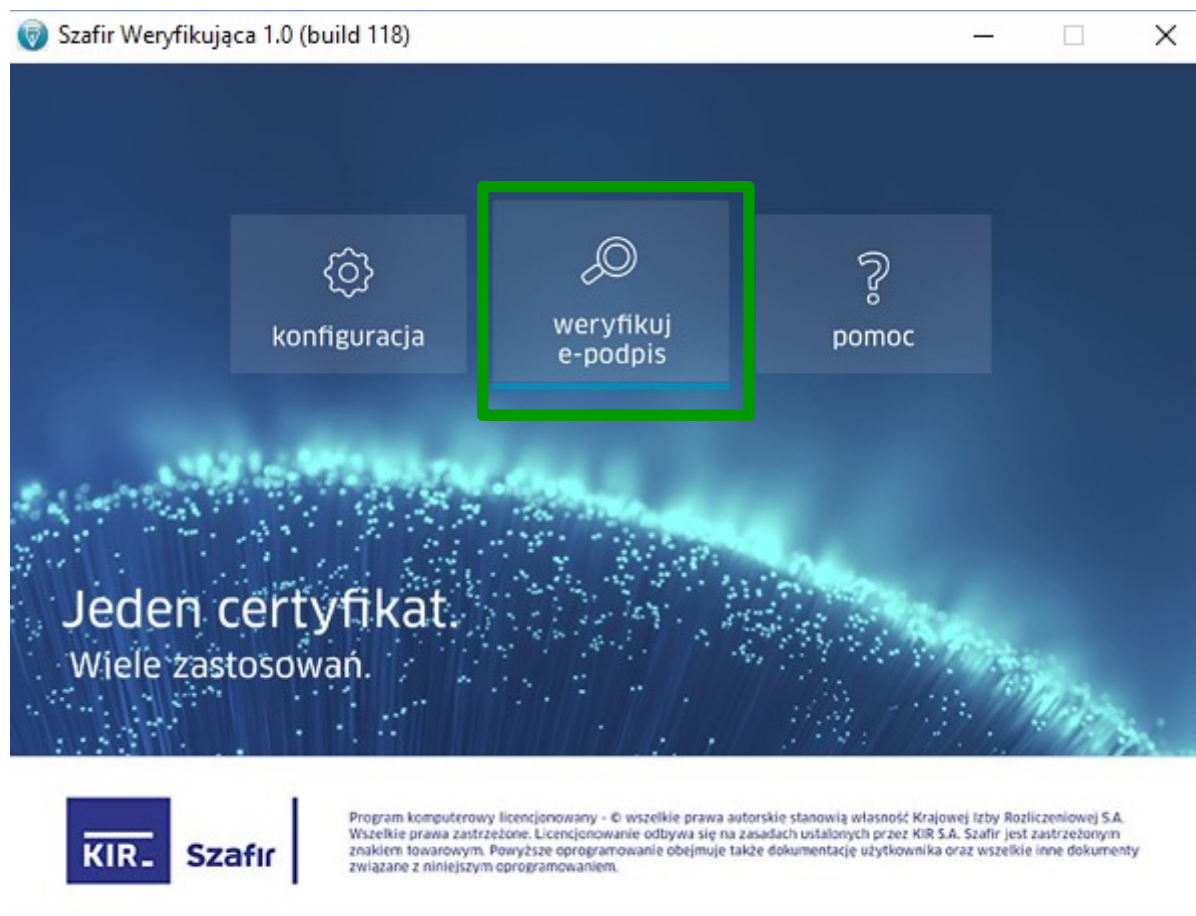 Szafir Weryfikująca 1.0 (build 118)
konfiguracja
weryfikuj
e-podpis
pomoc
Jeden certyfikat.
Wiele zastosowań.
KIR
Szafir
Program komputerowy licencjonowany - © wszelkie prawa autorskie stanowią własność Krajowej Izby Rozliczeniowej S.A.
Wszelkie prawa zastrzeżone. Licencjonowanie odbywa się na zasadach ustalonych przez KIR S.A. Szafir jest zastrzeżonym
znakiem towarowym. Powyższe oprogramowanie obejmuje także dokumentację użytkownika oraz wszelkie inne dokumenty
związane z niniejszym oprogramowaniem.